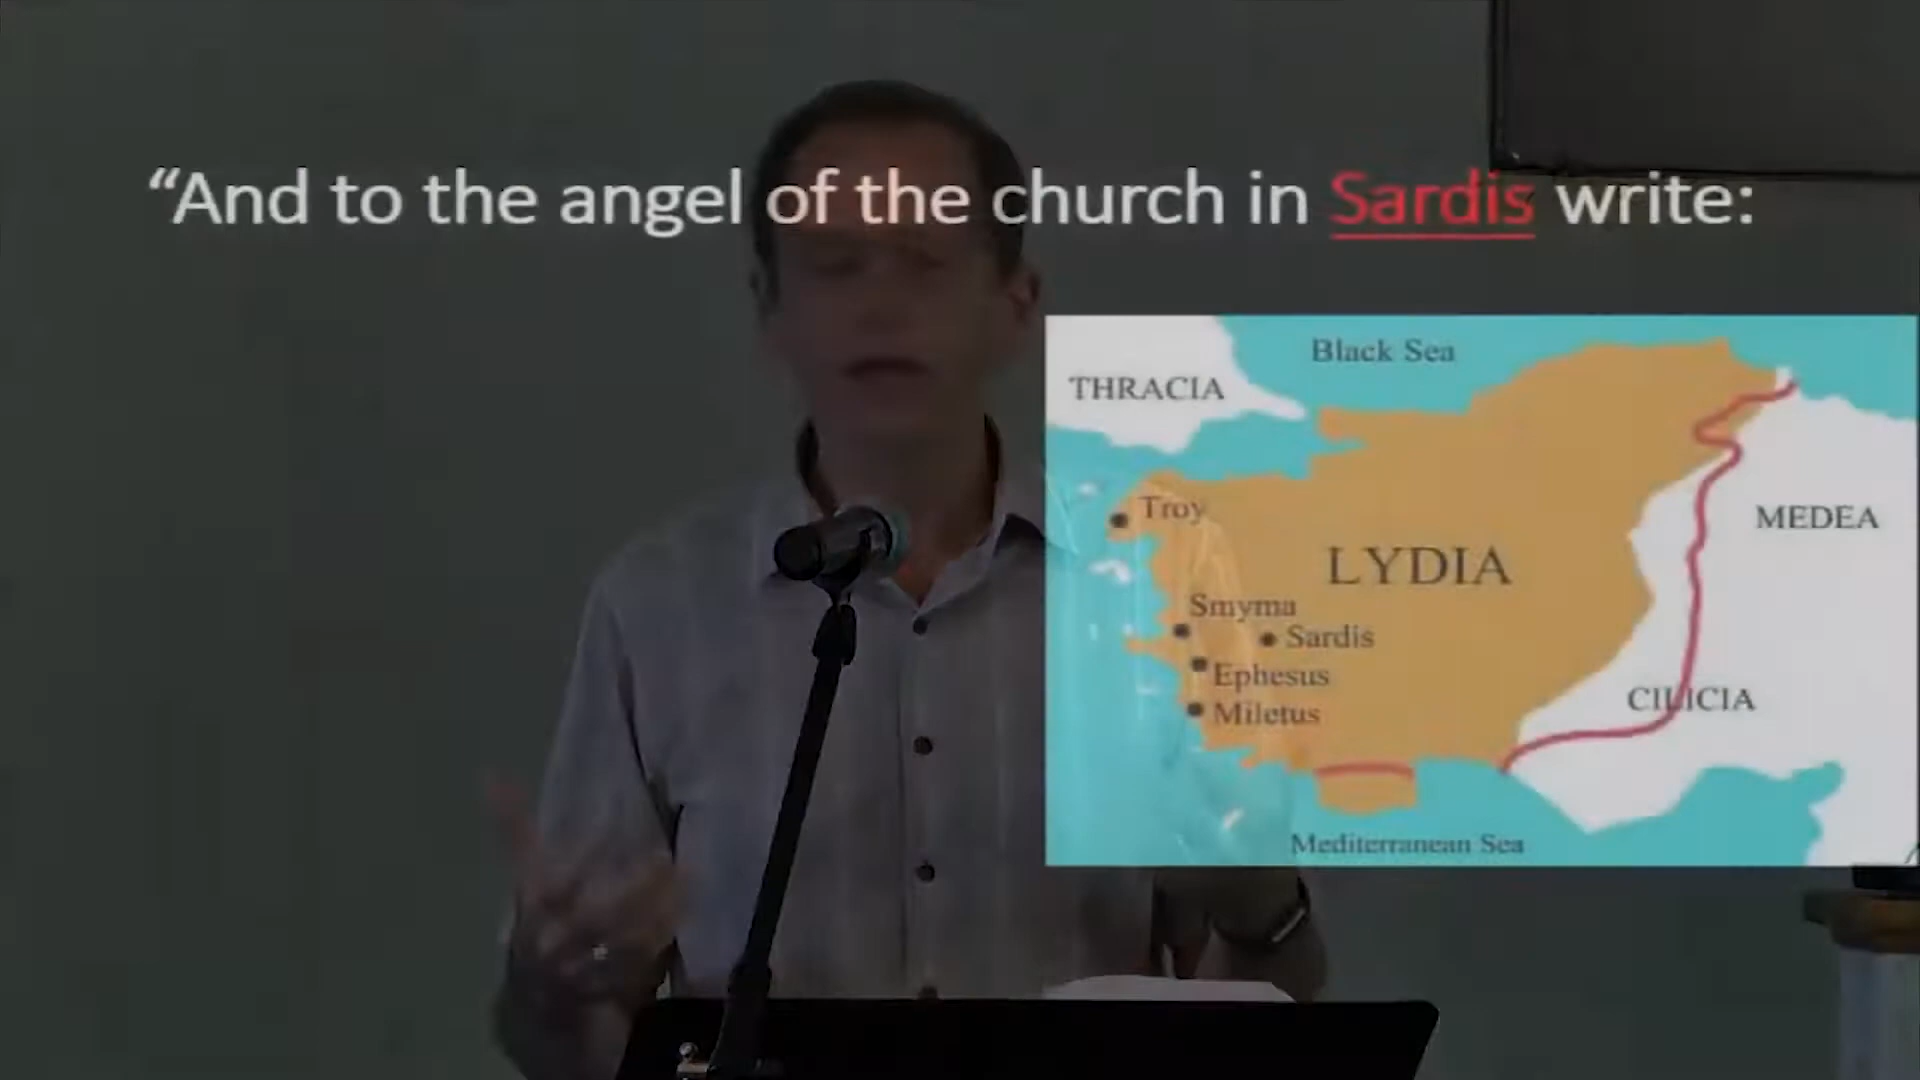 “And to the angel of the church in Sardis write:
Black Sea
THRACIA
Troy
MEDEA
LYDIA
Smyma
Sardis
Ephesus
CILICIA
Miletus
Mediterranean Sea